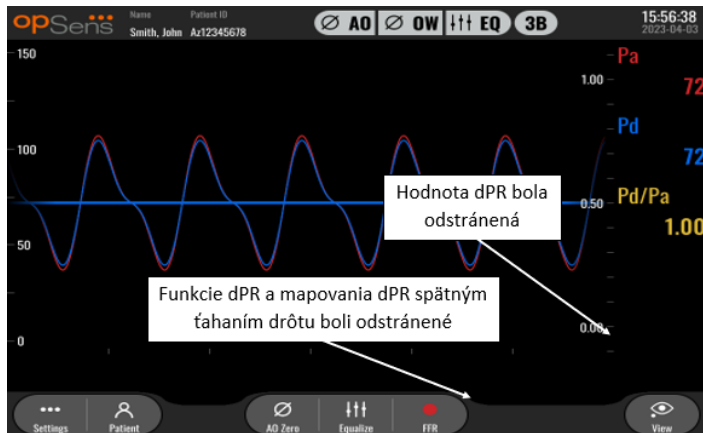 opSens
Name Patient ID
Smith, John Az12345678
AO OW EQ 3B
15:56:38
2023-04-03
150
1.00
Pa
72
Pd
72
100
Hodnota dPR bola
odstránená
0.50
Pd/Pa
1.00
50
Funkcie dPR a mapovania dPR spätným
ťahaním drôtu boli odstránené
0
0.00
Settings Patient AO Zero Equalize FFR View